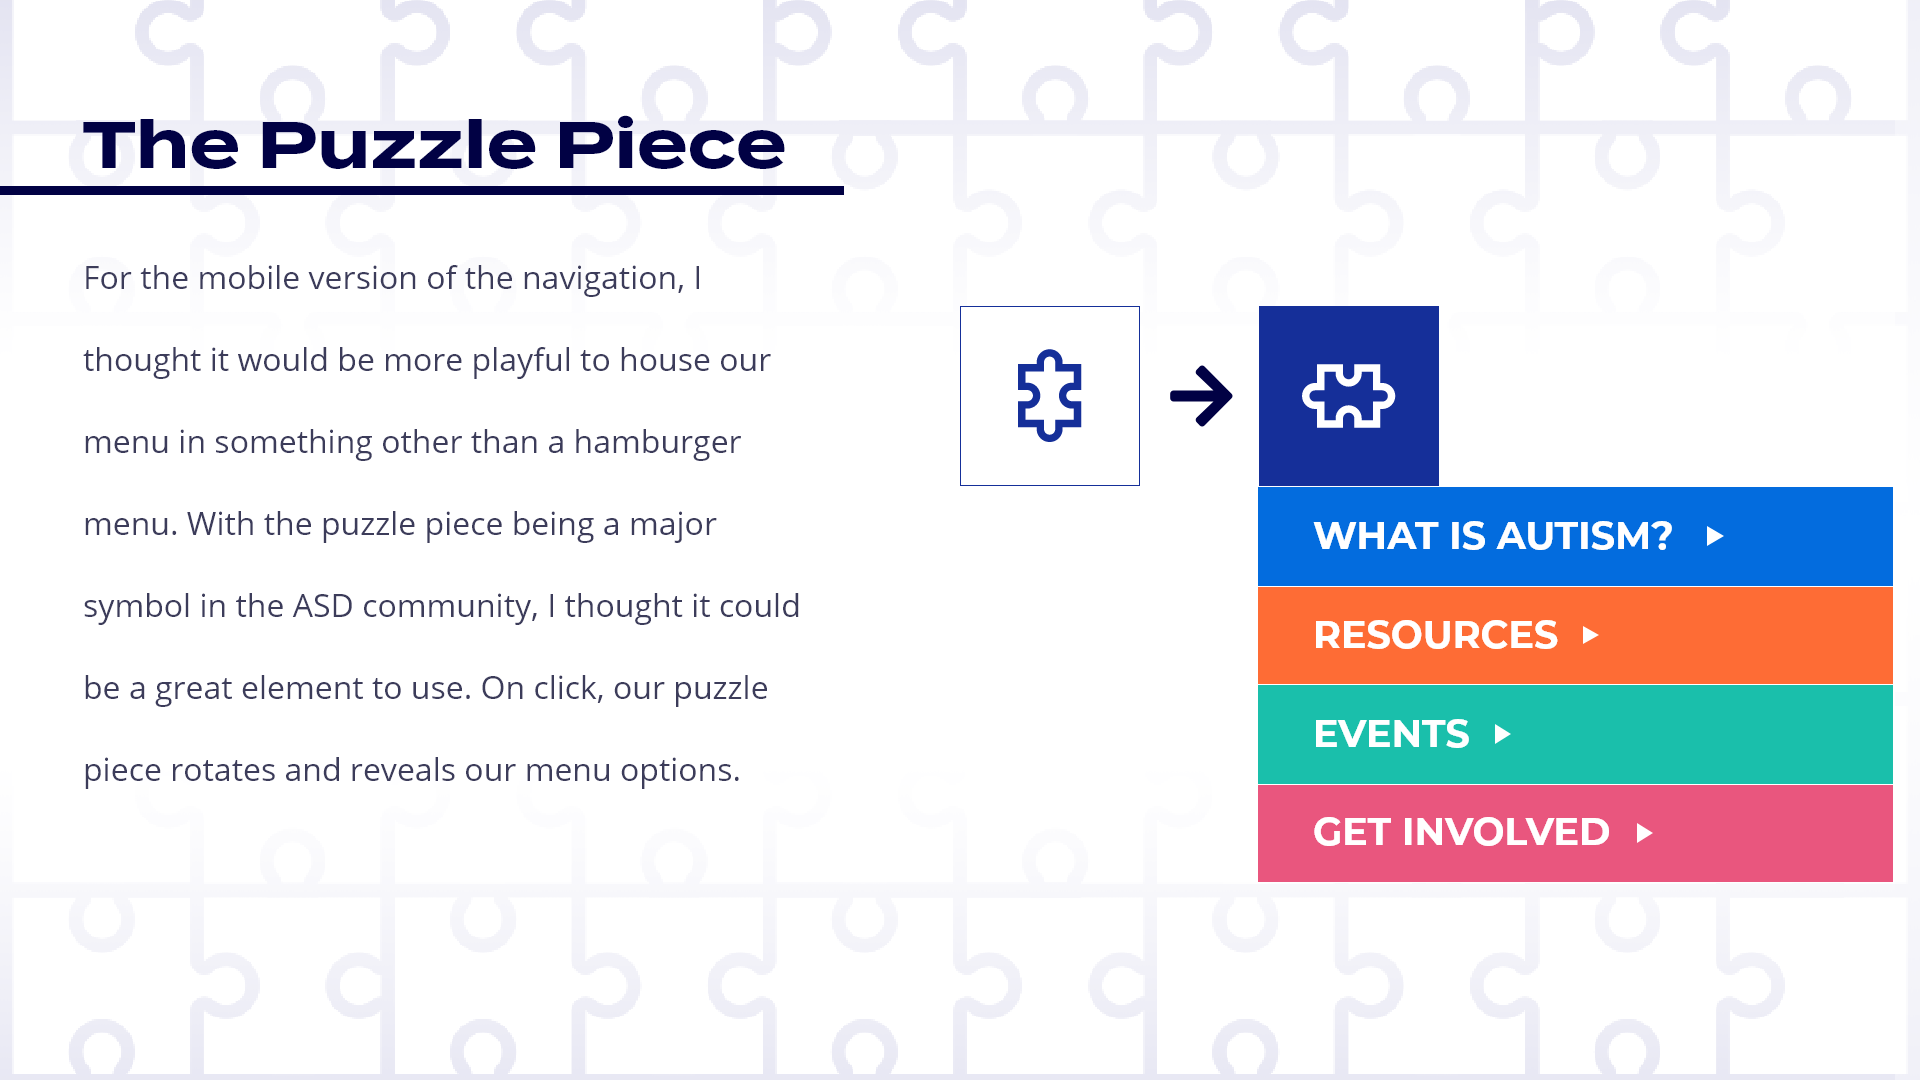 The Puzzle Piece
For the mobile version of the navigation, I
thought it would be more playful to house our
menu in something other than a hamburger
menu. With the puzzle piece being a major
symbol in the ASD community, I thought it could
be a great element to use. On click, our puzzle
piece rotates and reveals our menu options.
WHAT IS AUTISM?
RESOURCES
EVENTS
GET INVOLVED